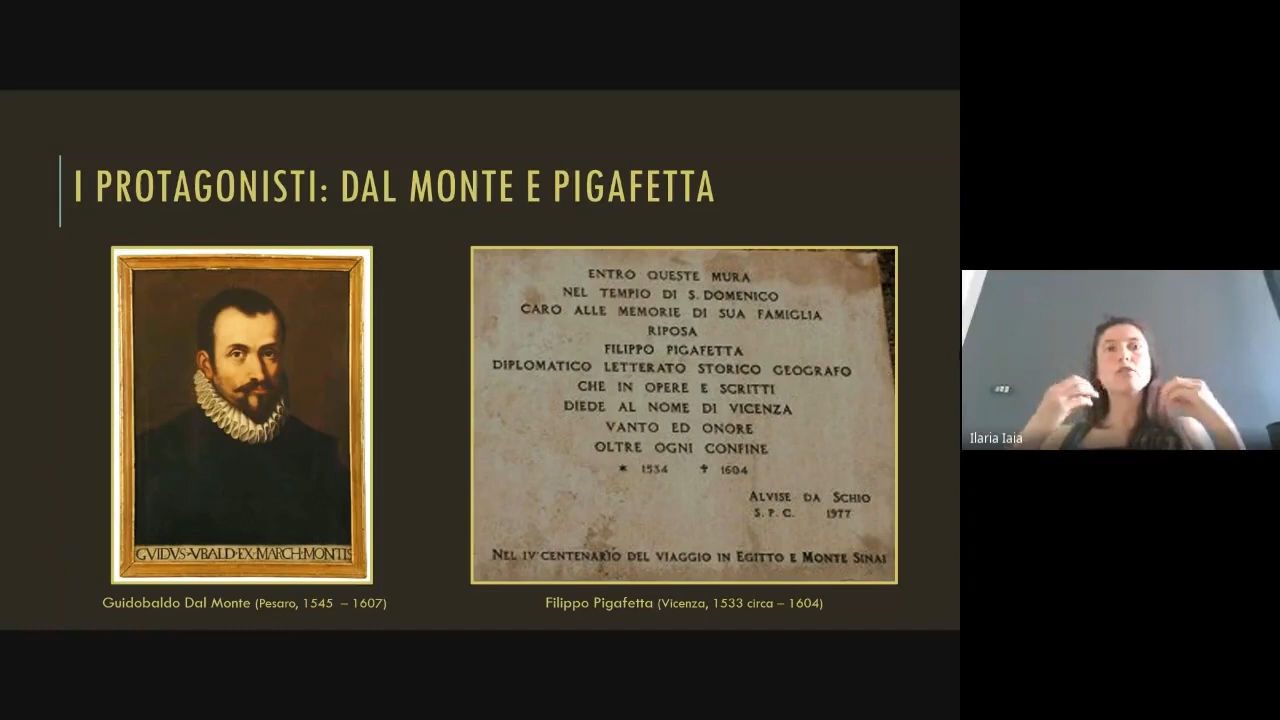 I PROTAGONISTI: DAL MONTE E PIGAFETTA
GVIDVS·VBALD·EX·MARCH·MONTIS
Guidobaldo Dal Monte (Pesaro, 1545 – 1607)
ENTRO QUESTE MURA
NEL TEMPIO DI S. DOMENICO
CARO ALLE MEMORIE DI SUA FAMIGLIA
RIPOSA
FILIPPO PIGAFETTA
DIPLOMATICO LETTERATO STORICO GEOGRAFO
CHE IN OPERE E SCRITTI
DIEDE AL NOME DI VICENZA
VANTO ED ONORE
OLTRE OGNI CONFINE
* 1534 ✝ 1604
ALVISE DA SCHIO
S. P. C. 1977
NEL IV CENTENARIO DEL VIAGGIO IN EGITTO E MONTE SINAI
Filippo Pigafetta (Vicenza, 1533 circa – 1604)
Ilaria Iaia